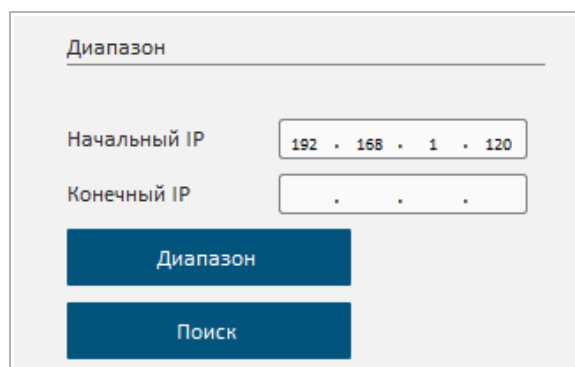 Диапазон
Начальный IP 192 . 168 . 1 . 120
Конечный IP . . .
Диапазон
Поиск